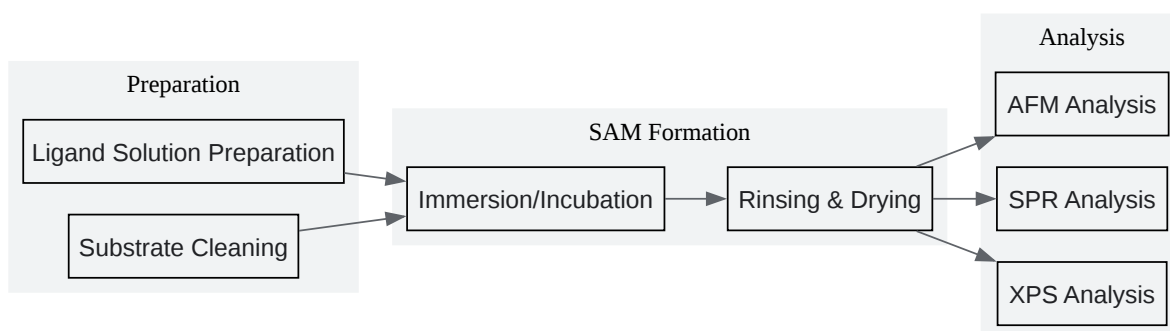 Preparation
Ligand Solution Preparation
Substrate Cleaning
SAM Formation
Immersion/Incubation
Rinsing & Drying
Analysis
AFM Analysis
SPR Analysis
XPS Analysis